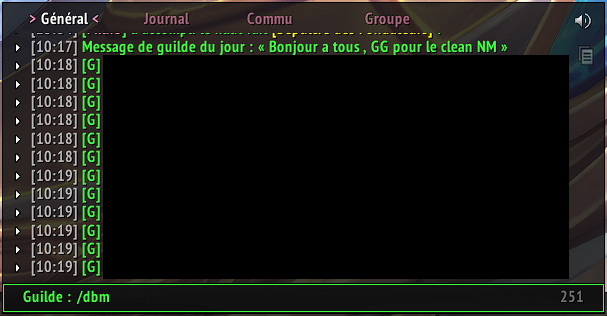 > Général < Journal Commu Groupe
[10:17] Message de guilde du jour : « Bonjour a tous , GG pour le clean NM »
[10:18] [G]
[10:18] [G]
[10:18] [G]
[10:18] [G]
[10:18] [G]
[10:18] [G]
[10:19] [G]
[10:19] [G]
[10:19] [G]
[10:19] [G]
[10:19] [G]
[10:19] [G]
Guilde : /dbm 251